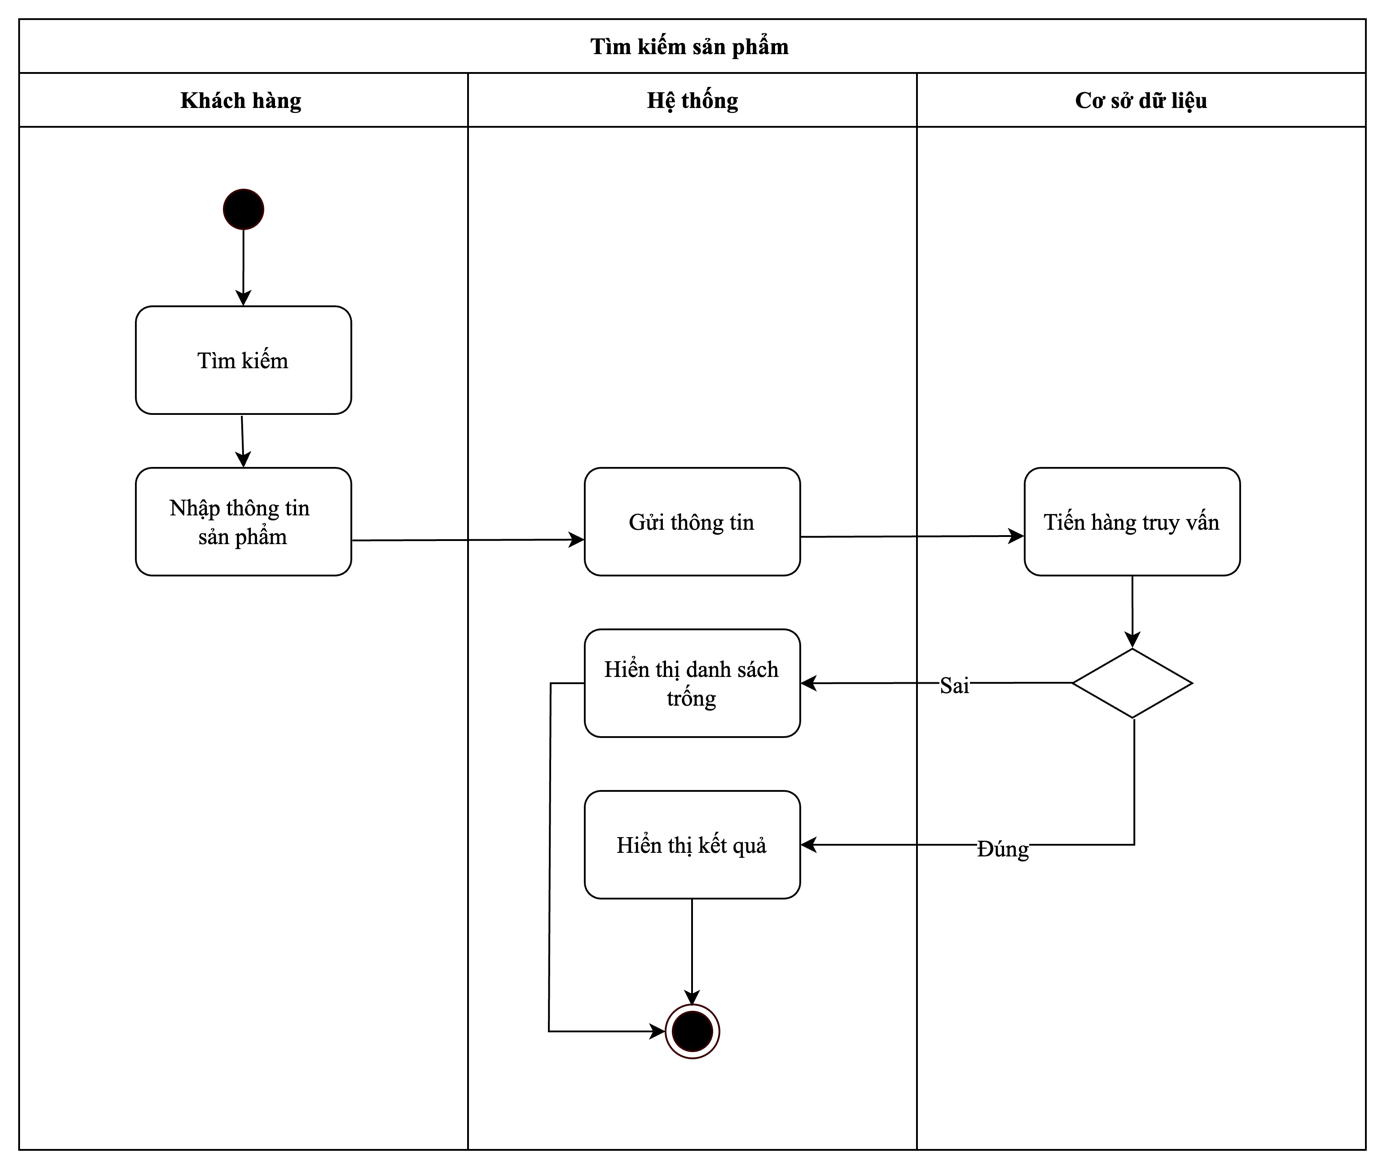 Tìm kiếm sản phẩm
Khách hàng
Hệ thống
Cơ sở dữ liệu
Tìm kiếm
Nhập thông tin
sản phẩm
Gửi thông tin
Tiến hàng truy vấn
Hiển thị danh sách
trống
Sai
Hiển thị kết quả
Đúng